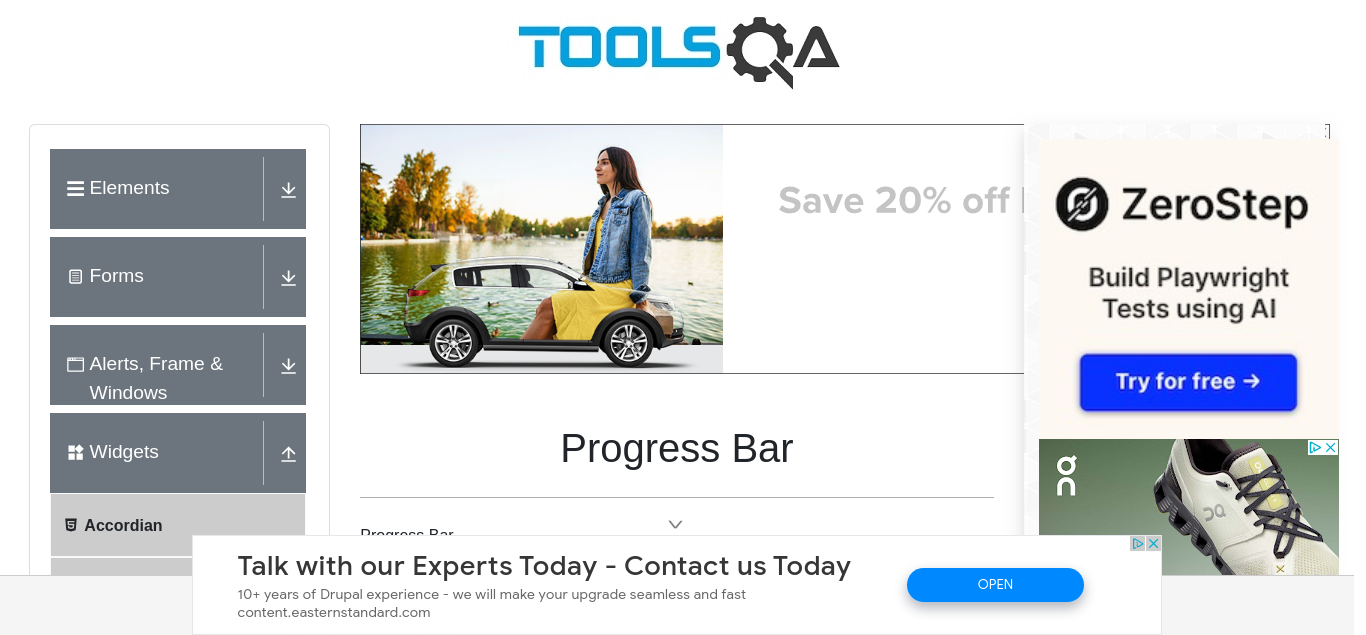 TOOLSQA
Elements
Forms
Alerts, Frame &
Windows
Widgets
Accordian
Save 20% off
ZeroStep
Build Playwright
Tests using AI
Try for free →
on
Progress Bar
Progress Bar
Talk with our Experts Today - Contact us Today
10+ years of Drupal experience - we will make your upgrade seamless and fast
content.easternstandard.com
OPEN